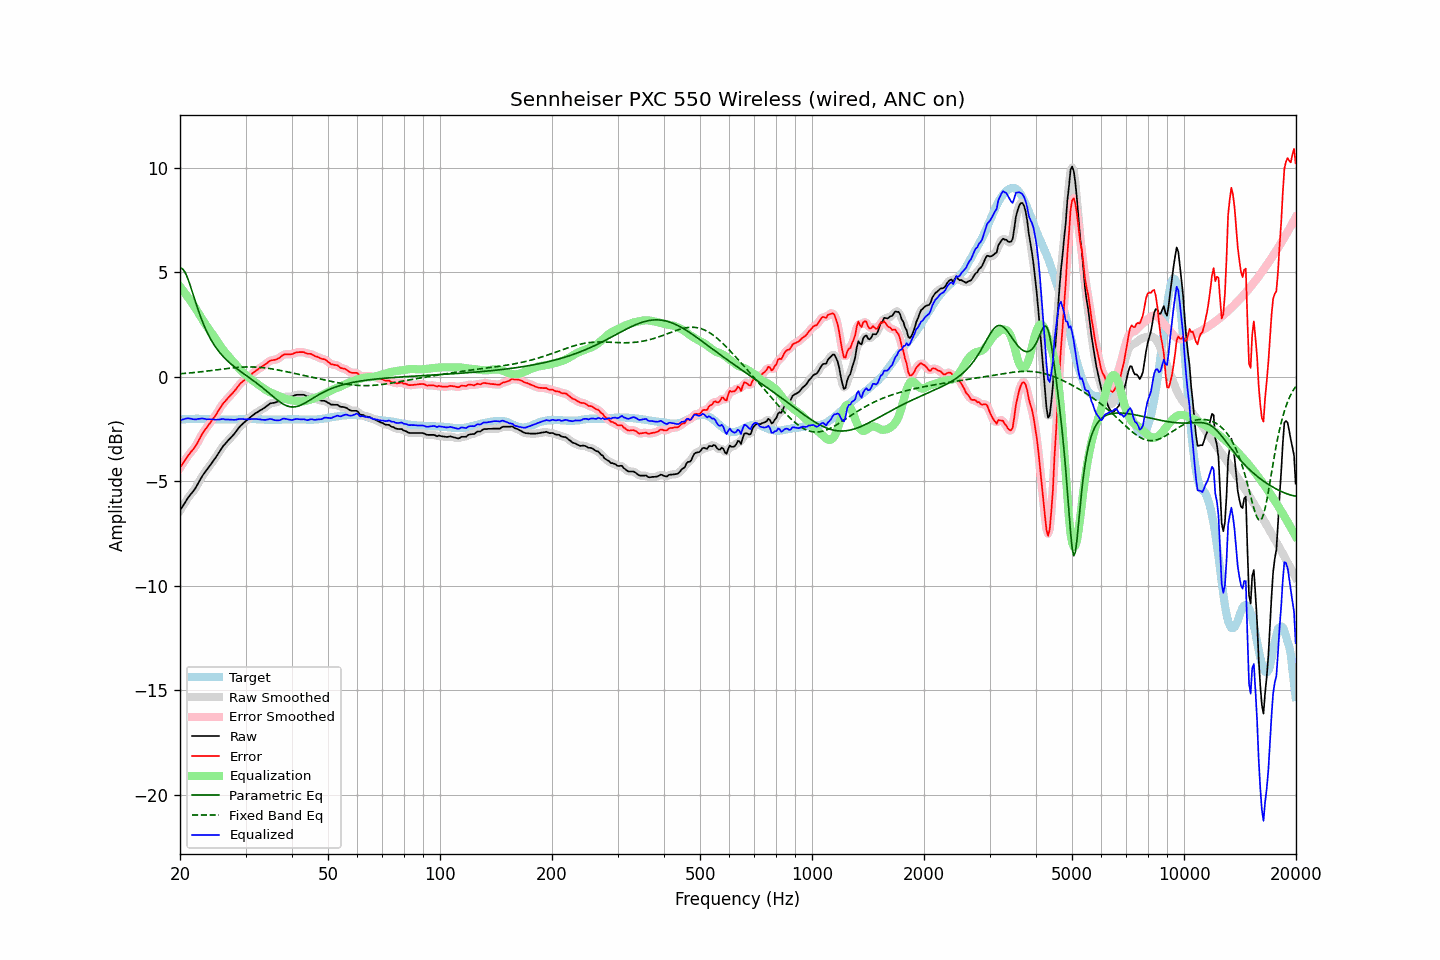 Sennheiser PXC 550 Wireless (wired, ANC on)
Amplitude (dBr)
10
5
0
−5
−10
−15
−20
Target
Raw Smoothed
Error Smoothed
Raw
Error
Equalization
Parametric Eq
Fixed Band Eq
Equalized
20 50 100 200 500 1000 2000 5000 10000 20000
Frequency (Hz)